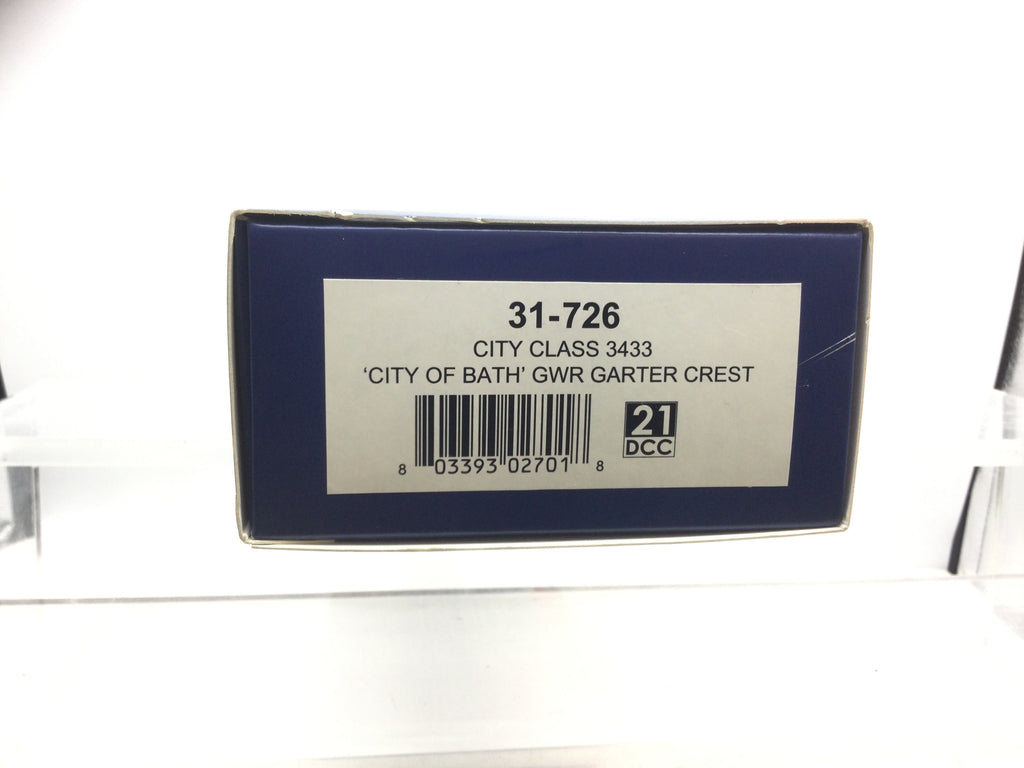 31-726
CITY CLASS 3433
‘CITY OF BATH’ GWR GARTER CREST
8 03393 02701 8
21
DCC